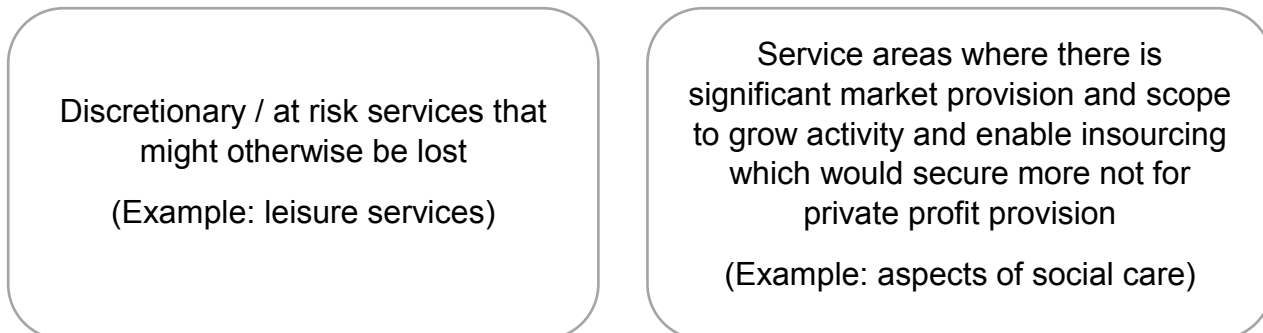 Discretionary / at risk services that
might otherwise be lost
(Example: leisure services)
Service areas where there is
significant market provision and scope
to grow activity and enable insourcing
which would secure more not for
private profit provision
(Example: aspects of social care)